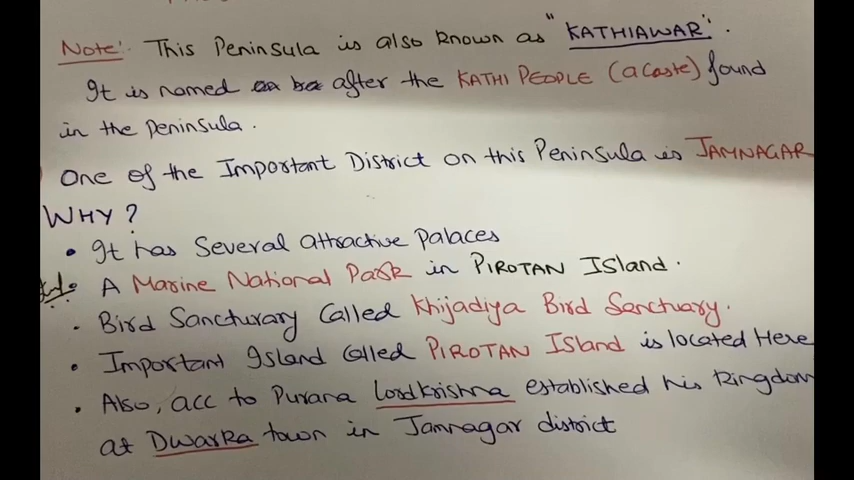 Note:- This Peninsula is also known as "KATHIAWAR".
It is named after the KATHI PEOPLE (a caste) found
in the Peninsula.
One of the Important District on this Peninsula is JAMNAGAR
WHY?
• It has Several attractive Palaces
A Marine National Park in PIROTAN Island.
• Bird Sancturary Called Khijadiya Bird Sanctuary.
• Important Island Called PIROTAN Island is located Here
• Also, acc to Purana Lord Krishna established his Kingdom
at Dwarka town in Jamnagar district